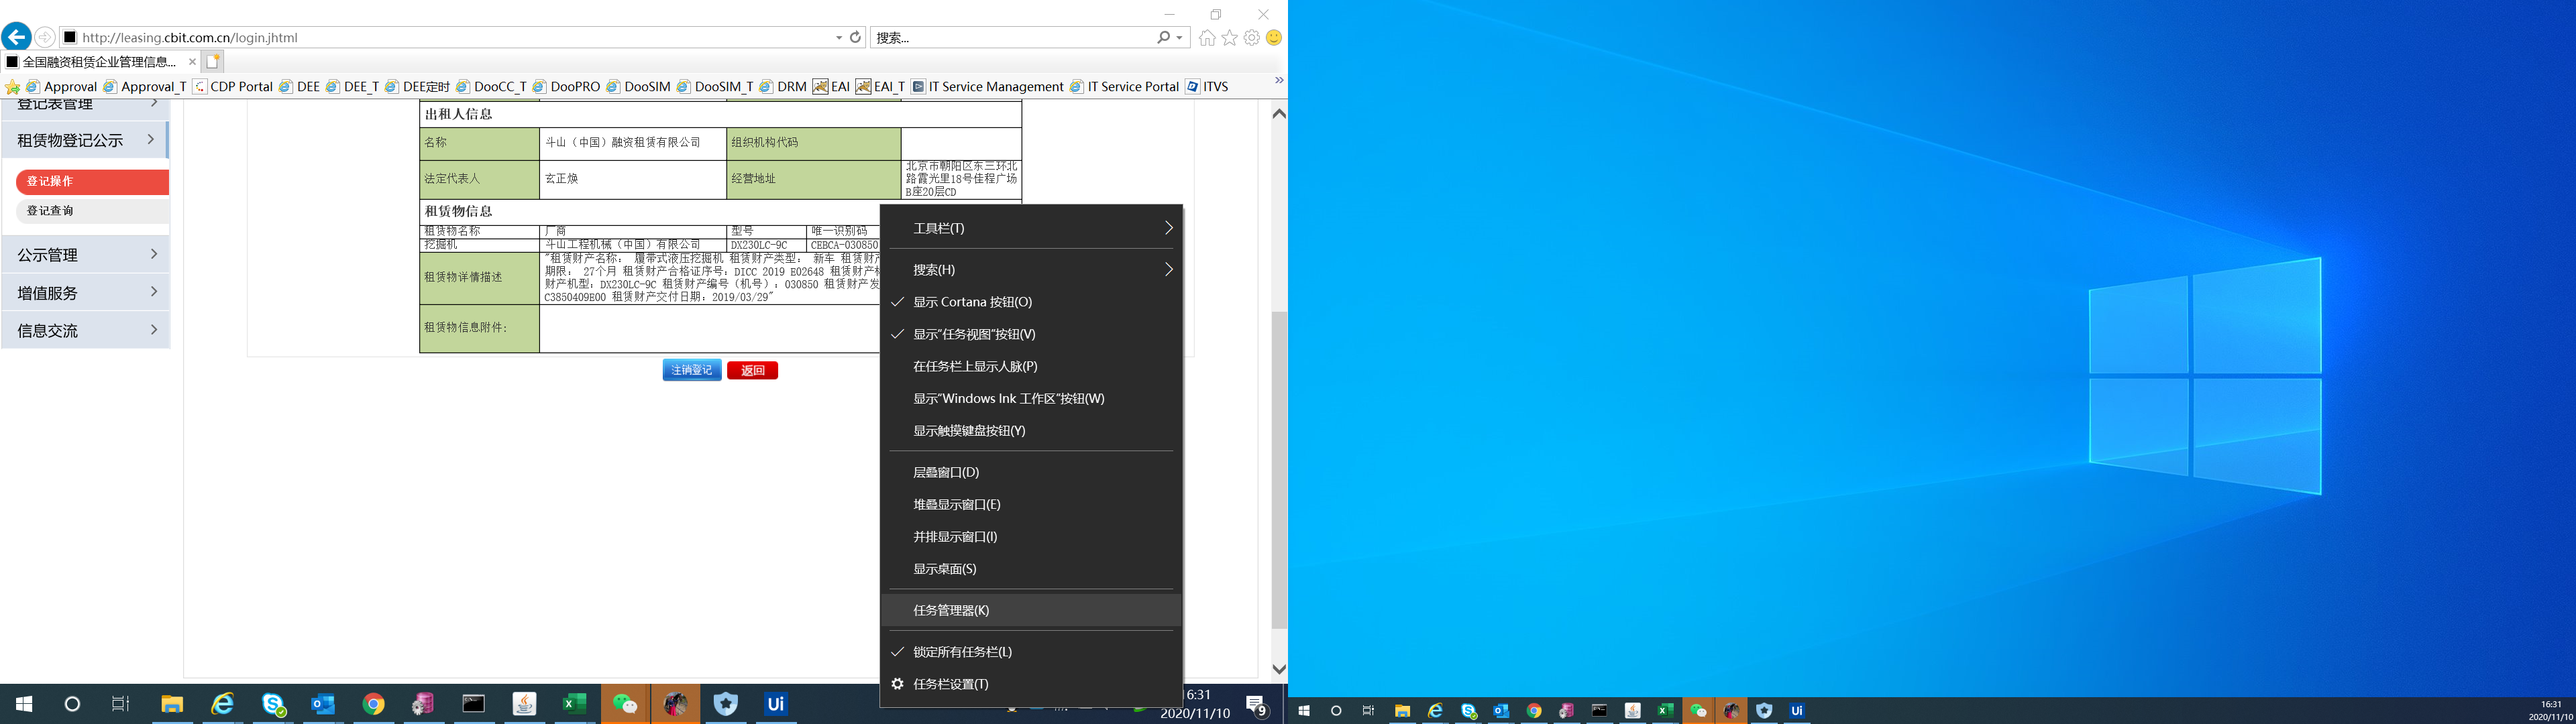 http://leasing.cbit.com.cn/login.jhtml
搜索...
全国融资租赁企业管理信息...
Approval
Approval_T
CDP Portal
DEE
DEE_T
DEE定时
DooCC_T
DooPRO
DooSIM
DooSIM_T
DRM
EAI
EAI_T
IT Service Management
IT Service Portal
ITVS
登记表管理
租赁物登记公示
登记操作
登记查询
公示管理
增值服务
信息交流
出租人信息
名称 斗山（中国）融资租赁有限公司 组织机构代码
法定代表人 玄正焕 经营地址 北京市朝阳区东三环北
路霞光里18号佳程广场
B座20层CD
租赁物信息
租赁物名称 厂商 型号 唯一识别码
挖掘机 斗山工程机械（中国）有限公司 DX230LC-9C CEBCA-030850
租赁物详情描述
"租赁财产名称： 履带式液压挖掘机 租赁财产类型： 新车 租赁财产
期限： 27个月 租赁财产合格证序号：DICC 2019 E02648 租赁财产
财产机型：DX230LC-9C 租赁财产编号（机号）：030850 租赁财产发
C3850409E00 租赁财产交付日期：2019/03/29"
租赁物信息附件：
注销登记
返回
工具栏(T)
搜索(H)
显示 Cortana 按钮(O)
显示"任务视图"按钮(V)
在任务栏上显示人脉(P)
显示"Windows Ink 工作区"按钮(W)
显示触摸键盘按钮(Y)
层叠窗口(D)
堆叠显示窗口(E)
并排显示窗口(I)
显示桌面(S)
任务管理器(K)
锁定所有任务栏(L)
任务栏设置(T)
Ui
16:31
2020/11/10
9
Ui
16:31
2020/11/10